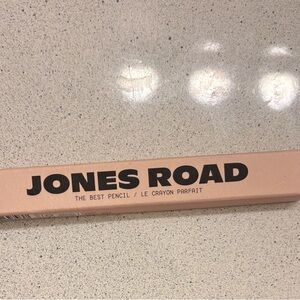 JONES ROAD
THE BEST PENCIL / LE CRAYON PARFAIT